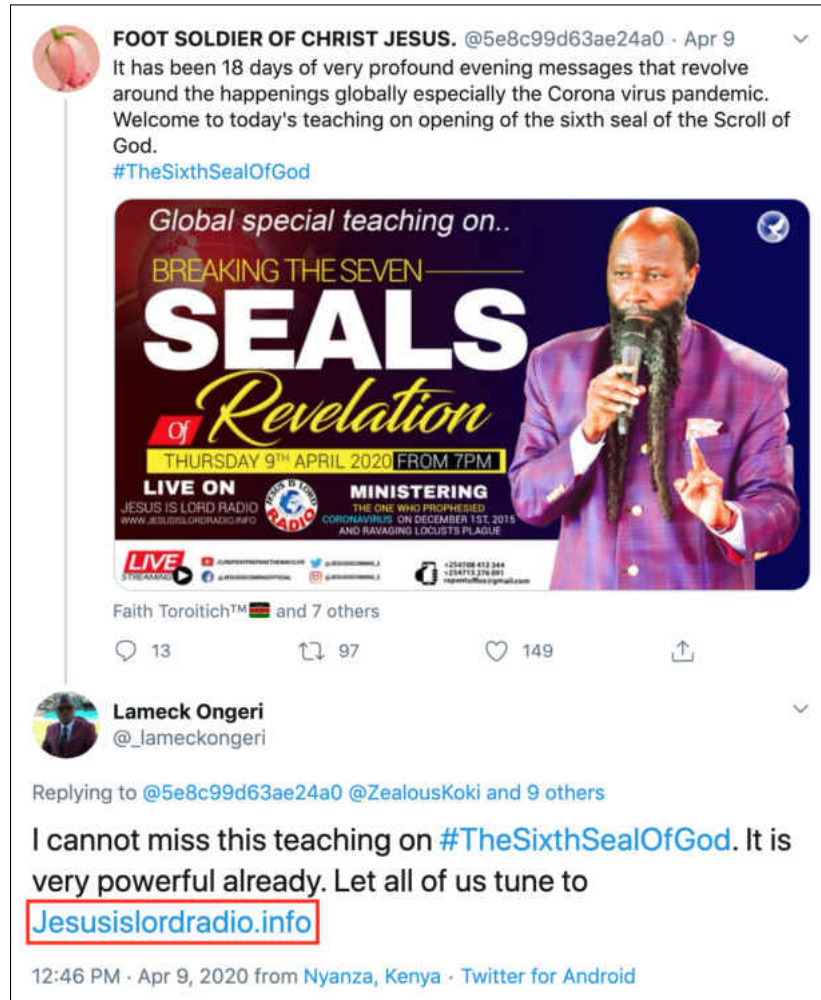 FOOT SOLDIER OF CHRIST JESUS. @5e8c99d63ae24a0 · Apr 9
It has been 18 days of very profound evening messages that revolve
around the happenings globally especially the Corona virus pandemic.
Welcome to today's teaching on opening of the sixth seal of the Scroll of
God.
#TheSixthSealOfGod
Global special teaching on..
BREAKING THE SEVEN
SEALS
Of Revelation
THURSDAY 9TH APRIL 2020 FROM 7PM
LIVE ON
JESUS IS LORD RADIO
WWW.JESUSISLORDRADIO.INFO
JESUS IS LORD
RADIO
MINISTERING
THE ONE WHO PROPHESIED
CORONAVIRUS ON DECEMBER 1ST, 2015
AND RAVAGING LOCUSTS PLAGUE
LIVE
STREAMING
repentoffice@gmail.com
Faith Toroitich™ and 7 others
13 97 149
Lameck Ongeri
@_lameckongeri
Replying to @5e8c99d63ae24a0 @ZealousKoki and 9 others
I cannot miss this teaching on #TheSixthSealOfGod. It is
very powerful already. Let all of us tune to
Jesusislordradio.info
12:46 PM · Apr 9, 2020 from Nyanza, Kenya · Twitter for Android